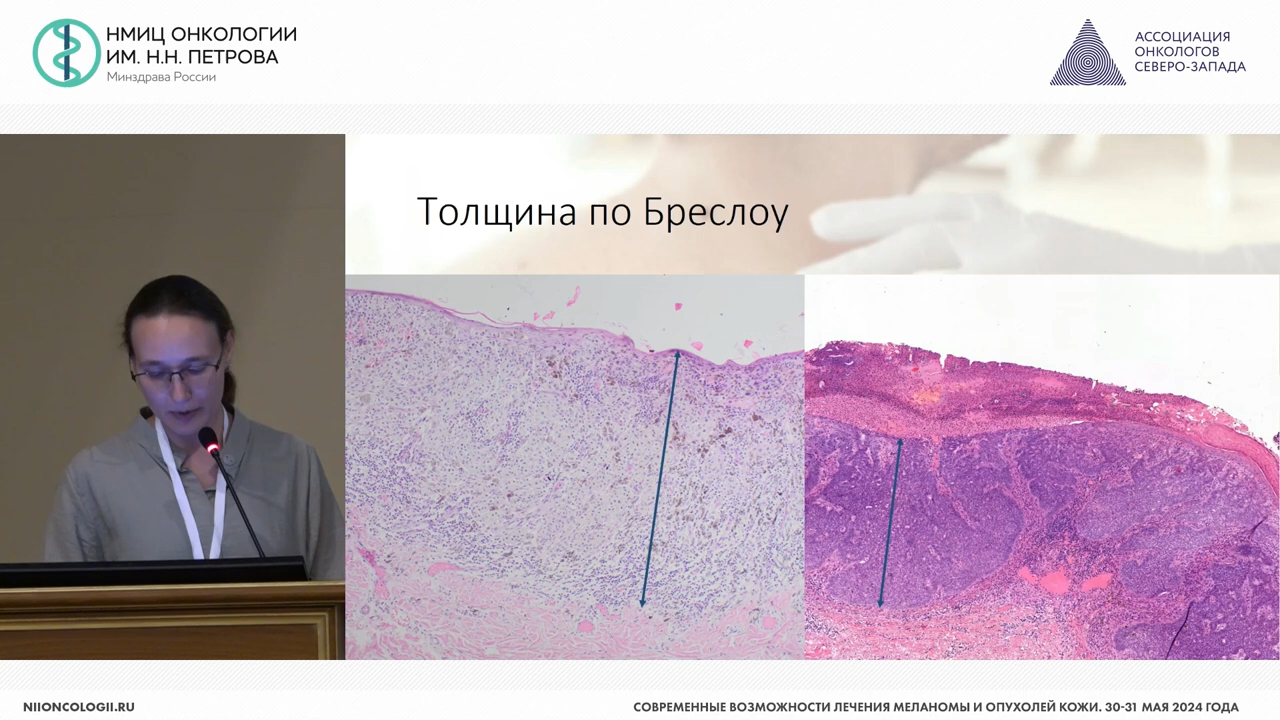 НМИЦ ОНКОЛОГИИ
ИМ. Н.Н. ПЕТРОВА
Минздрава России
АССОЦИАЦИЯ
ОНКОЛОГОВ
СЕВЕРО-ЗАПАДА
Толщина по Бреслоу
NIIONCOLOGII.RU
СОВРЕМЕННЫЕ ВОЗМОЖНОСТИ ЛЕЧЕНИЯ МЕЛАНОМЫ И ОПУХОЛЕЙ КОЖИ. 30-31 МАЯ 2024 ГОДА